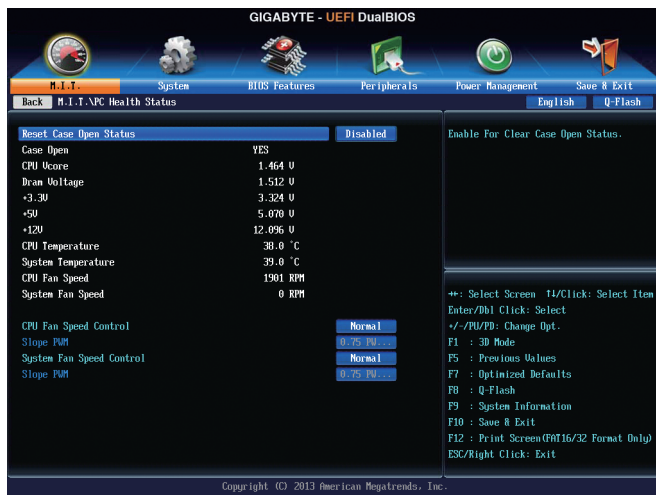 GIGABYTE - UEFI DualBIOS
M.I.T. System BIOS Features Peripherals Power Management Save & Exit
Back M.I.T.\PC Health Status English Q-Flash
Reset Case Open Status Disabled
Case Open YES
CPU Vcore 1.464 V
Dram Voltage 1.512 V
+3.3V 3.324 V
+5V 5.070 V
+12V 12.096 V
CPU Temperature 38.0 °C
System Temperature 39.0 °C
CPU Fan Speed 1901 RPM
System Fan Speed 0 RPM
CPU Fan Speed Control Normal
Slope PWM 0.75 PW...
System Fan Speed Control Normal
Slope PWM 0.75 PW...
Enable For Clear Case Open Status.
↔: Select Screen ↑↓/Click: Select Item
Enter/Dbl Click: Select
+/-/PU/PD: Change Opt.
F1 : 3D Mode
F5 : Previous Values
F7 : Optimized Defaults
F8 : Q-Flash
F9 : System Information
F10 : Save & Exit
F12 : Print Screen(FAT16/32 Format Only)
ESC/Right Click: Exit
Copyright (C) 2013 American Megatrends, Inc.